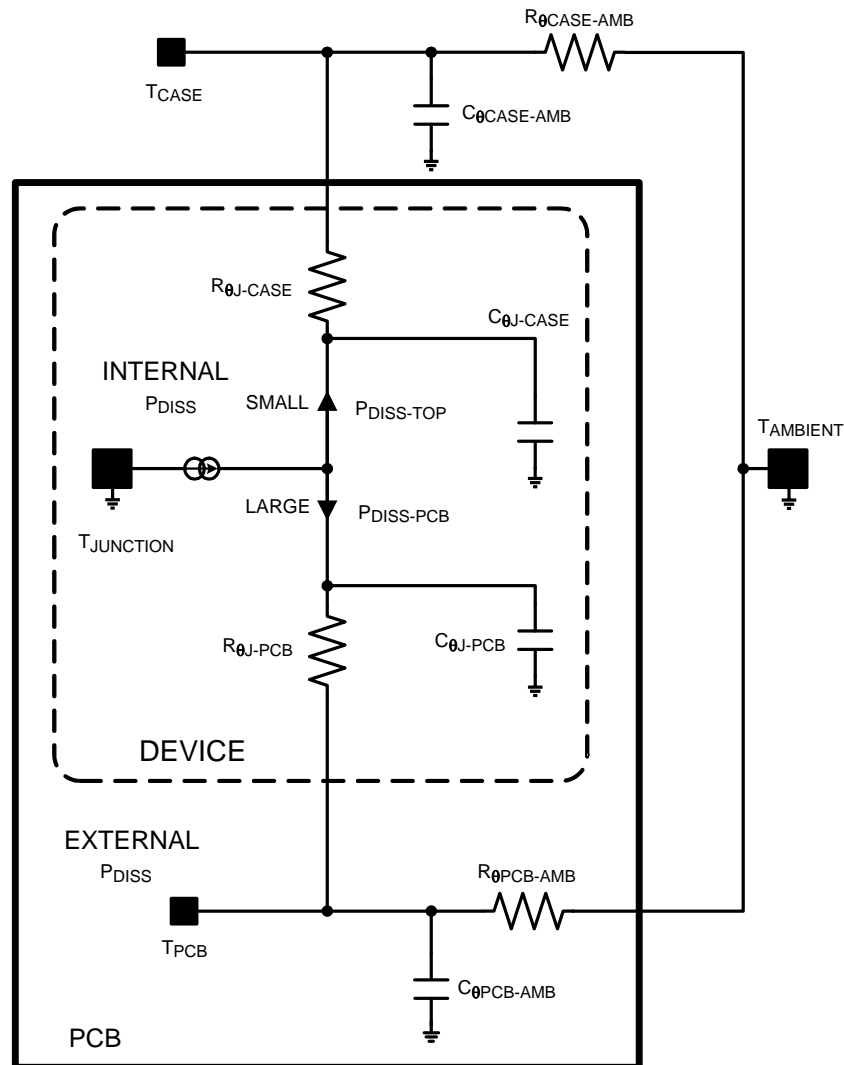 RθCASE-AMB
TCASE
CθCASE-AMB
RθJ-CASE
CθJ-CASE
INTERNAL
PDISS
SMALL
PDISS-TOP
TAMBIENT
LARGE
PDISS-PCB
TJUNCTION
RθJ-PCB
CθJ-PCB
DEVICE
EXTERNAL
PDISS
RθPCB-AMB
TPCB
CθPCB-AMB
PCB